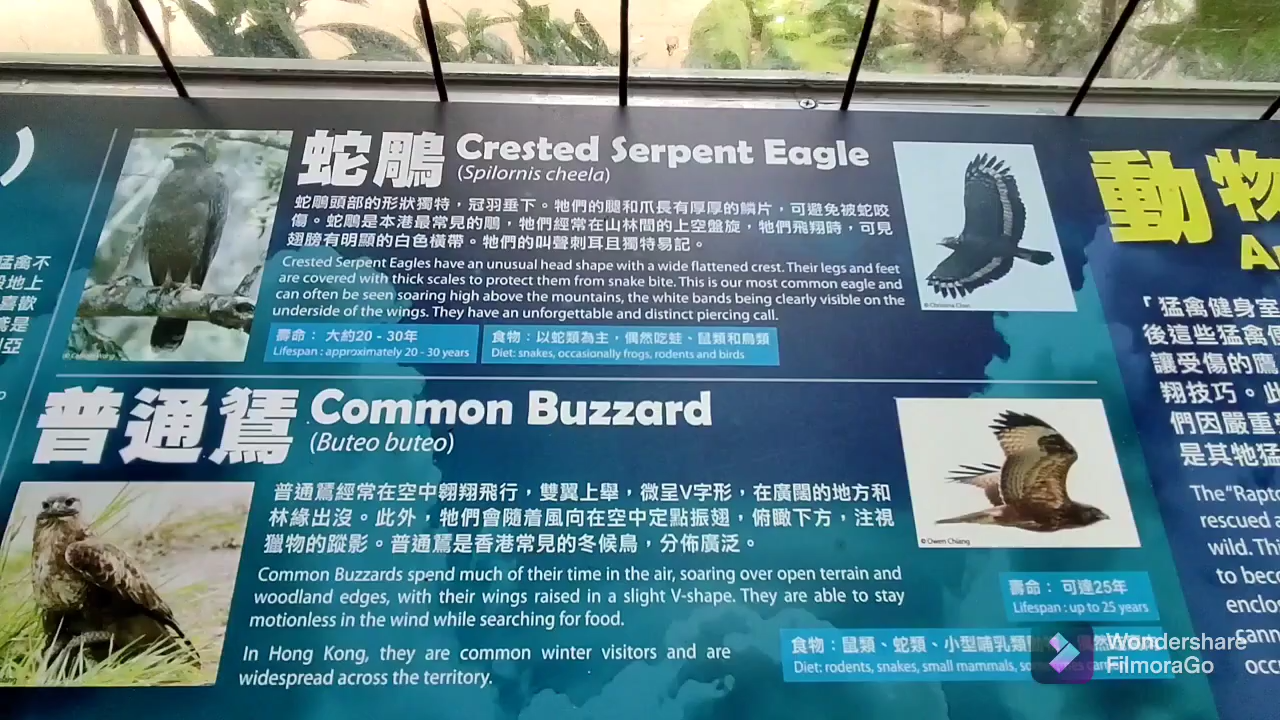 蛇鵰 Crested Serpent Eagle
(Spilornis cheela)
蛇鵰頭部的形狀獨特，冠羽垂下。牠們的腿和爪長有厚厚的鱗片，可避免被蛇咬
傷。蛇鵰是本港最常見的鵰，牠們經常在山林間的上空盤旋，牠們飛翔時，可見
翅膀有明顯的白色橫帶。牠們的叫聲刺耳且獨特易記。
Crested Serpent Eagles have an unusual head shape with a wide flattened crest. Their legs and feet
are covered with thick scales to protect them from snake bite. This is our most common eagle and
can often be seen soaring high above the mountains, the white bands being clearly visible on the
underside of the wings. They have an unforgettable and distinct piercing call.
壽命： 大約20 - 30年
Lifespan : approximately 20 - 30 years
食物： 以蛇類為主，偶然吃蛙、鼠類和鳥類
Diet: snakes, occasionally frogs, rodents and birds
© Christina Chan
普通鵟 Common Buzzard
(Buteo buteo)
普通鵟經常在空中翱翔飛行，雙翼上舉，微呈V字形，在廣闊的地方和
林緣出沒。此外，牠們會隨着風向在空中定點振翅，俯瞰下方，注視
獵物的蹤影。普通鵟是香港常見的冬候鳥，分佈廣泛。
Common Buzzards spend much of their time in the air, soaring over open terrain and
woodland edges, with their wings raised in a slight V-shape. They are able to stay
motionless in the wind while searching for food.
In Hong Kong, they are common winter visitors and are
widespread across the territory.
© Owen Chiang
壽命： 可達25年
Lifespan : up to 25 years
食物：鼠類、蛇類、小型哺乳類
Diet: rodents, snakes, small mammals,
動物
「猛禽健身室
後這些猛禽
讓受傷的鷹
翔技巧。此
們因嚴重
是其牠猛
The "Rapto
rescued a
wild. Thi
to beco
enclo
cann
occ
猛禽不
地上
喜歡
是
亞
Wondershare
FilmoraGo